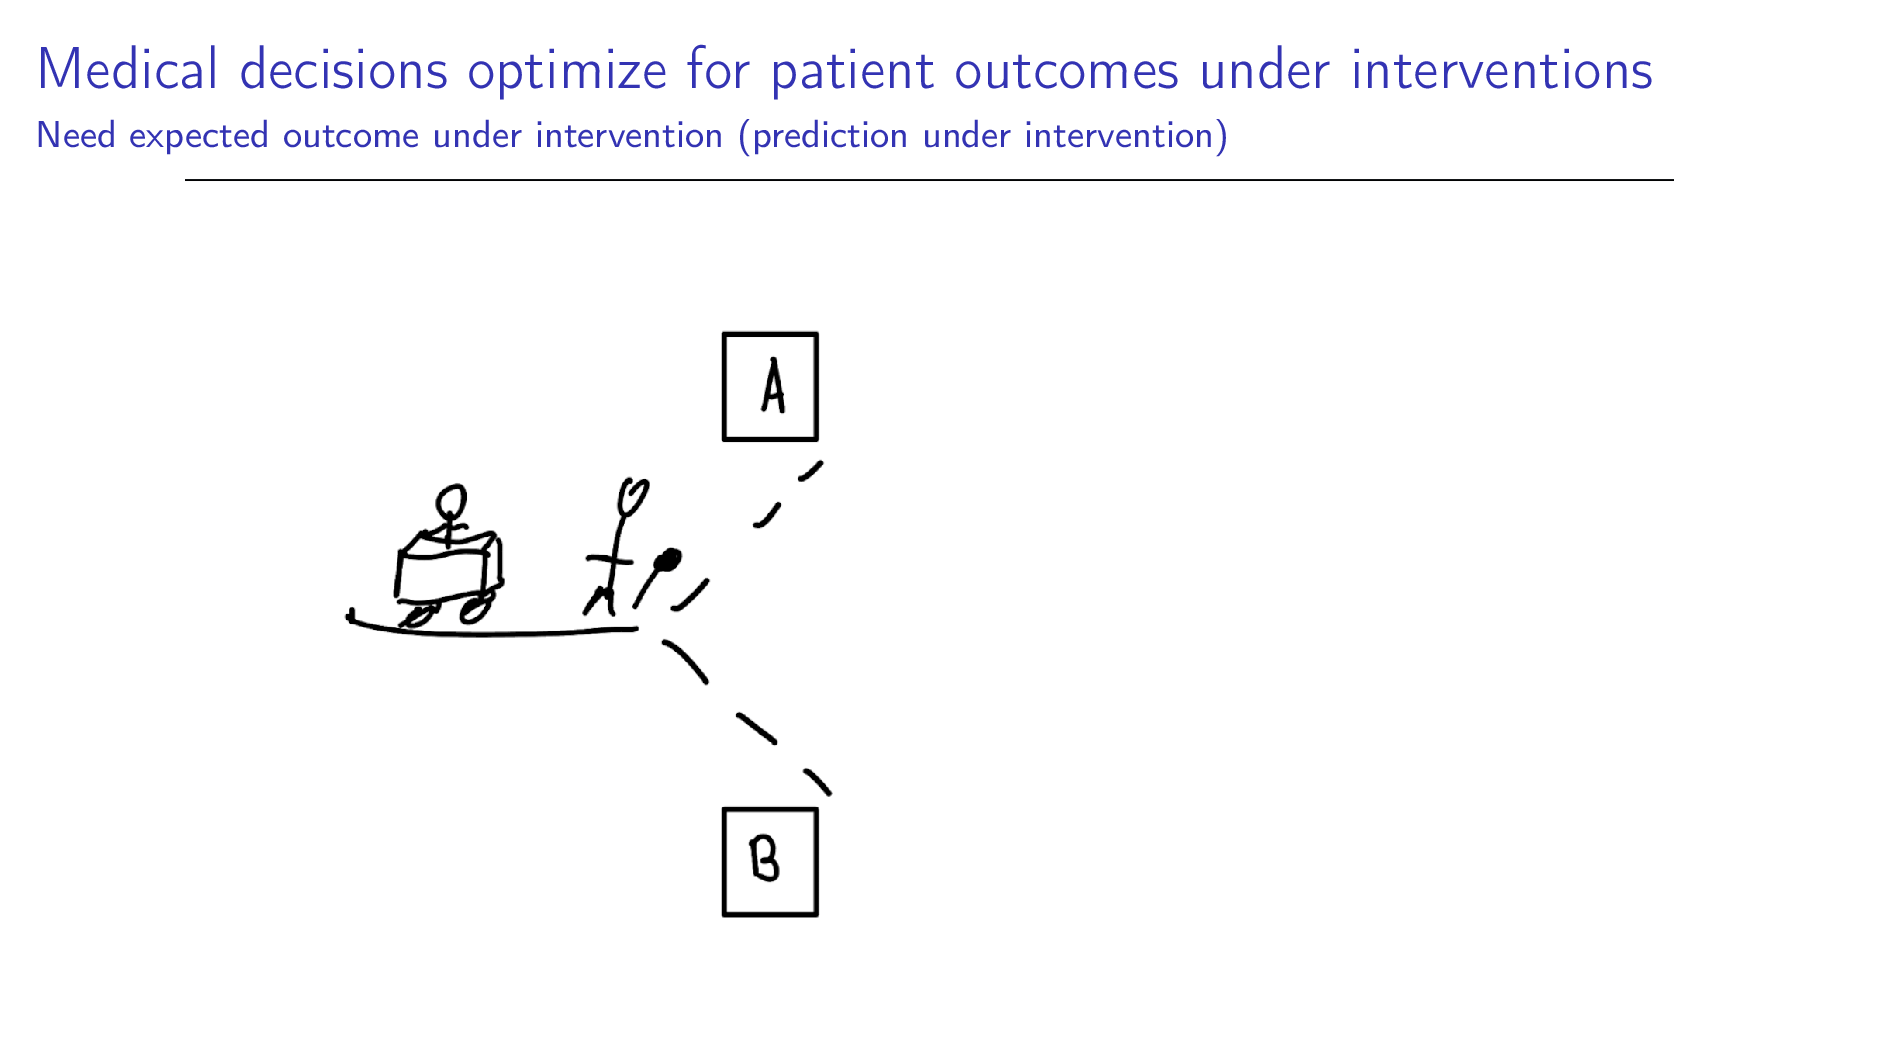 Medical decisions optimize for patient outcomes under interventions
Need expected outcome under intervention (prediction under intervention)
A
B